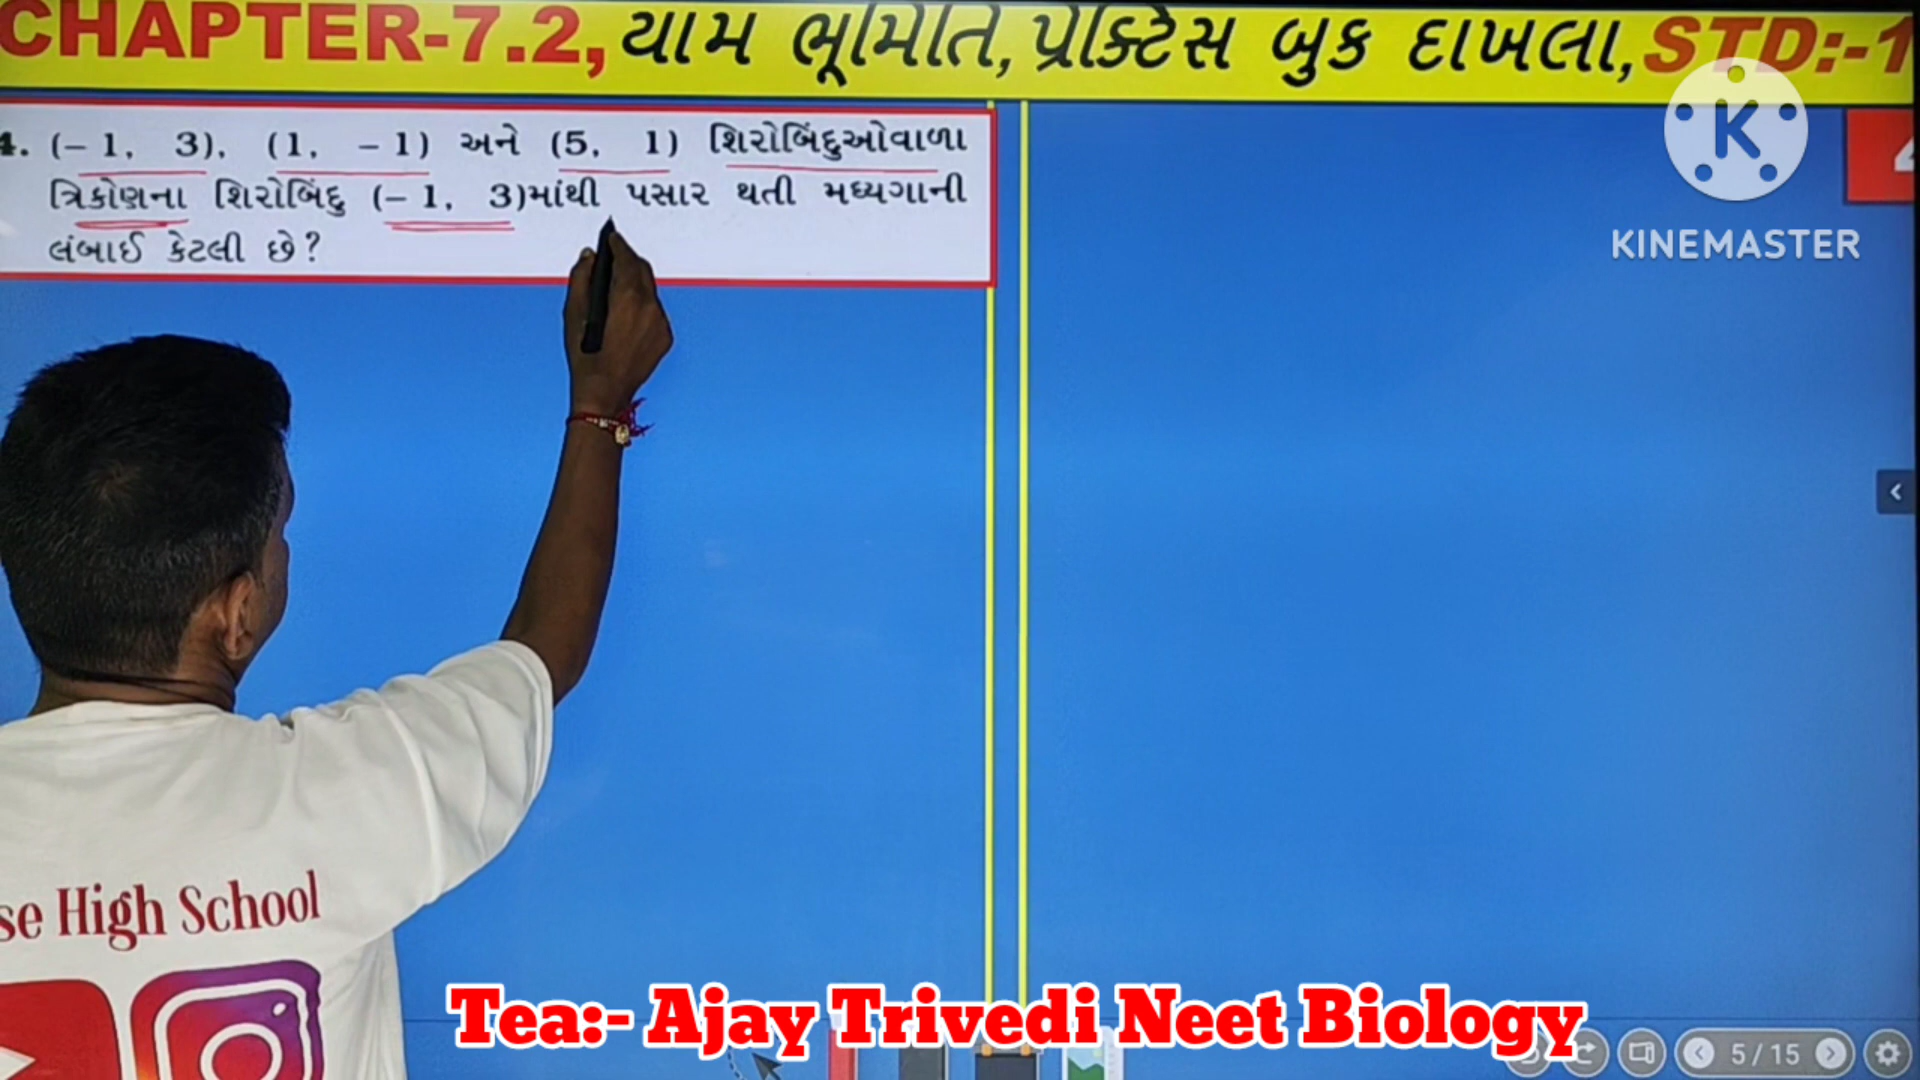 CHAPTER-7.2, યામ ભૂમિતિ, પ્રેક્ટિસ બુક દાખલા, STD:-1
4. (– 1, 3), (1, – 1) અને (5, 1) શિરોબિંદુઓવાળા
ત્રિકોણના શિરોબિંદુ (– 1, 3)માંથી પસાર થતી મધ્યગાની
લંબાઈ કેટલી છે?
K
KINEMASTER
se High School
Tea:- Ajay Trivedi Neet Biology
5 / 15